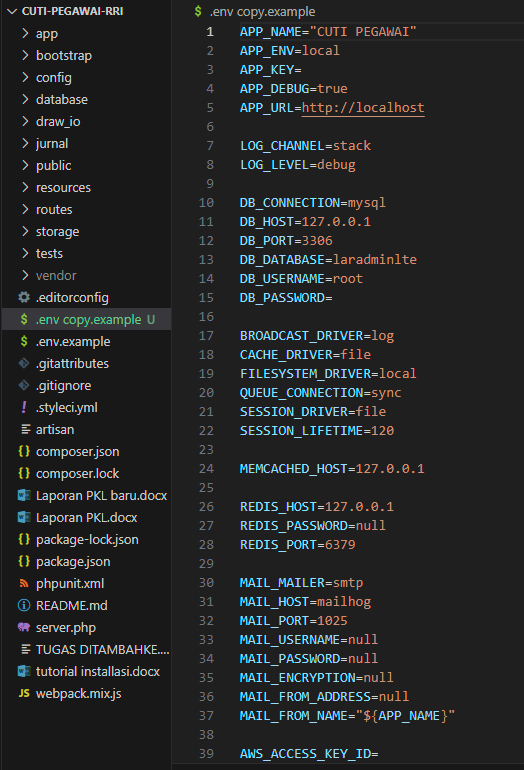 CUTI-PEGAWAI-RRI
app
bootstrap
config
database
draw_io
jurnal
public
resources
routes
storage
tests
vendor
.editorconfig
.env copy.example U
.env.example
.gitattributes
.gitignore
.styleci.yml
artisan
composer.json
composer.lock
Laporan PKL baru.docx
Laporan PKL.docx
package-lock.json
package.json
phpunit.xml
README.md
server.php
TUGAS DITAMBAHKE....
tutorial installasi.docx
webpack.mix.js
$ .env copy.example
1 APP_NAME="CUTI PEGAWAI"
2 APP_ENV=local
3 APP_KEY=
4 APP_DEBUG=true
5 APP_URL=http://localhost
6
7 LOG_CHANNEL=stack
8 LOG_LEVEL=debug
9
10 DB_CONNECTION=mysql
11 DB_HOST=127.0.0.1
12 DB_PORT=3306
13 DB_DATABASE=laradminlte
14 DB_USERNAME=root
15 DB_PASSWORD=
16
17 BROADCAST_DRIVER=log
18 CACHE_DRIVER=file
19 FILESYSTEM_DRIVER=local
20 QUEUE_CONNECTION=sync
21 SESSION_DRIVER=file
22 SESSION_LIFETIME=120
23
24 MEMCACHED_HOST=127.0.0.1
25
26 REDIS_HOST=127.0.0.1
27 REDIS_PASSWORD=null
28 REDIS_PORT=6379
29
30 MAIL_MAILER=smtp
31 MAIL_HOST=mailhog
32 MAIL_PORT=1025
33 MAIL_USERNAME=null
34 MAIL_PASSWORD=null
35 MAIL_ENCRYPTION=null
36 MAIL_FROM_ADDRESS=null
37 MAIL_FROM_NAME="${APP_NAME}"
38
39 AWS_ACCESS_KEY_ID=